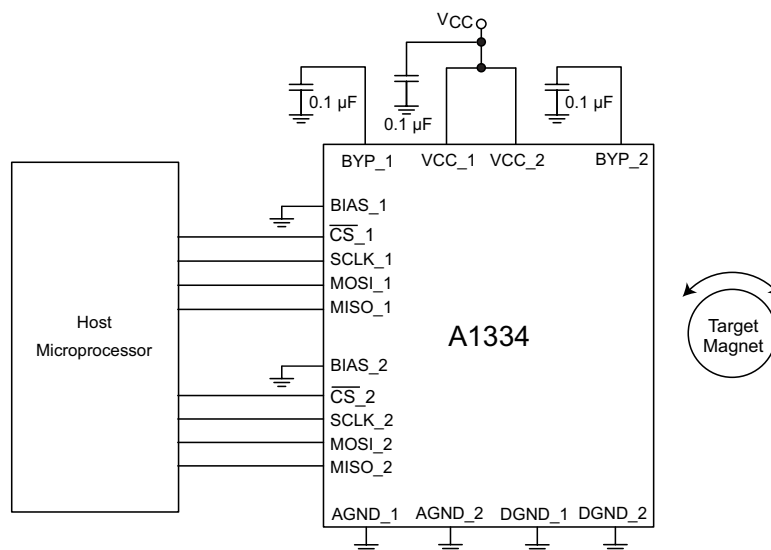 VCC
0.1 µF
0.1 µF
0.1 µF
BYP_1
VCC_1
VCC_2
BYP_2
BIAS_1
CS_1
SCLK_1
MOSI_1
MISO_1
Host
Microprocessor
A1334
Target
Magnet
BIAS_2
CS_2
SCLK_2
MOSI_2
MISO_2
AGND_1
AGND_2
DGND_1
DGND_2